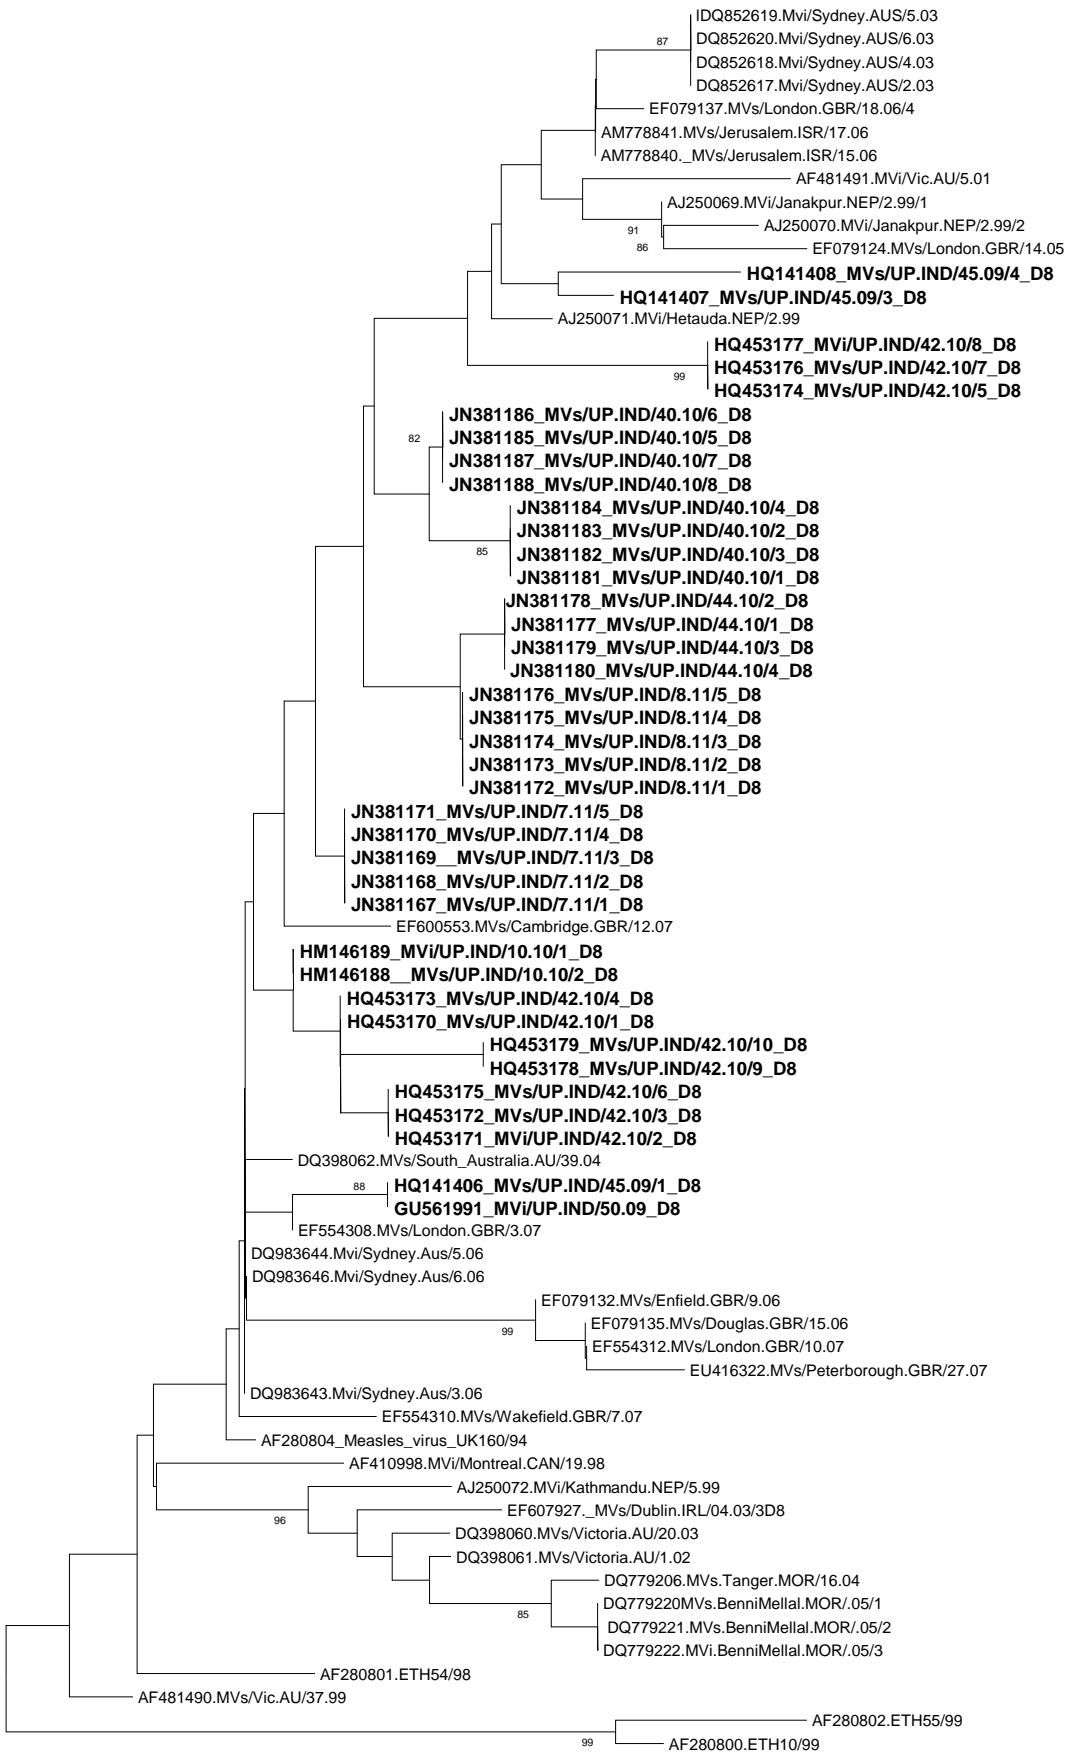 IDQ852619.Mvi/Sydney.AUS/5.03
87
DQ852620.Mvi/Sydney.AUS/6.03
DQ852618.Mvi/Sydney.AUS/4.03
DQ852617.Mvi/Sydney.AUS/2.03
EF079137.MVs/London.GBR/18.06/4
AM778841.MVs/Jerusalem.ISR/17.06
AM778840._MVs/Jerusalem.ISR/15.06
AF481491.MVi/Vic.AU/5.01
AJ250069.MVi/Janakpur.NEP/2.99/1
AJ250070.MVi/Janakpur.NEP/2.99/2
91
86
EF079124.MVs/London.GBR/14.05
HQ141408_MVs/UP.IND/45.09/4_D8
HQ141407_MVs/UP.IND/45.09/3_D8
AJ250071.MVi/Hetauda.NEP/2.99
HQ453177_MVi/UP.IND/42.10/8_D8
HQ453176_MVs/UP.IND/42.10/7_D8
99
HQ453174_MVs/UP.IND/42.10/5_D8
JN381186_MVs/UP.IND/40.10/6_D8
82
JN381185_MVs/UP.IND/40.10/5_D8
JN381187_MVs/UP.IND/40.10/7_D8
JN381188_MVs/UP.IND/40.10/8_D8
JN381184_MVs/UP.IND/40.10/4_D8
JN381183_MVs/UP.IND/40.10/2_D8
85
JN381182_MVs/UP.IND/40.10/3_D8
JN381181_MVs/UP.IND/40.10/1_D8
JN381178_MVs/UP.IND/44.10/2_D8
JN381177_MVs/UP.IND/44.10/1_D8
JN381179_MVs/UP.IND/44.10/3_D8
JN381180_MVs/UP.IND/44.10/4_D8
JN381176_MVs/UP.IND/8.11/5_D8
JN381175_MVs/UP.IND/8.11/4_D8
JN381174_MVs/UP.IND/8.11/3_D8
JN381173_MVs/UP.IND/8.11/2_D8
JN381172_MVs/UP.IND/8.11/1_D8
JN381171_MVs/UP.IND/7.11/5_D8
JN381170_MVs/UP.IND/7.11/4_D8
JN381169__MVs/UP.IND/7.11/3_D8
JN381168_MVs/UP.IND/7.11/2_D8
JN381167_MVs/UP.IND/7.11/1_D8
EF600553.MVs/Cambridge.GBR/12.07
HM146189_MVi/UP.IND/10.10/1_D8
HM146188__MVs/UP.IND/10.10/2_D8
HQ453173_MVs/UP.IND/42.10/4_D8
HQ453170_MVs/UP.IND/42.10/1_D8
HQ453179_MVs/UP.IND/42.10/10_D8
HQ453178_MVs/UP.IND/42.10/9_D8
HQ453175_MVs/UP.IND/42.10/6_D8
HQ453172_MVs/UP.IND/42.10/3_D8
HQ453171_MVi/UP.IND/42.10/2_D8
DQ398062.MVs/South_Australia.AU/39.04
88
HQ141406_MVs/UP.IND/45.09/1_D8
GU561991_MVi/UP.IND/50.09_D8
EF554308.MVs/London.GBR/3.07
DQ983644.Mvi/Sydney.Aus/5.06
DQ983646.Mvi/Sydney.Aus/6.06
EF079132.MVs/Enfield.GBR/9.06
EF079135.MVs/Douglas.GBR/15.06
99
EF554312.MVs/London.GBR/10.07
EU416322.MVs/Peterborough.GBR/27.07
DQ983643.Mvi/Sydney.Aus/3.06
EF554310.MVs/Wakefield.GBR/7.07
AF280804_Measles_virus_UK160/94
AF410998.MVi/Montreal.CAN/19.98
AJ250072.MVi/Kathmandu.NEP/5.99
96
EF607927._MVs/Dublin.IRL/04.03/3D8
DQ398060.MVs/Victoria.AU/20.03
DQ398061.MVs/Victoria.AU/1.02
DQ779206.MVs.Tanger.MOR/16.04
DQ779220MVs.BenniMellal.MOR/.05/1
85
DQ779221.MVs.BenniMellal.MOR/.05/2
DQ779222.MVi.BenniMellal.MOR/.05/3
AF280801.ETH54/98
AF481490.MVs/Vic.AU/37.99
AF280802.ETH55/99
99
AF280800.ETH10/99